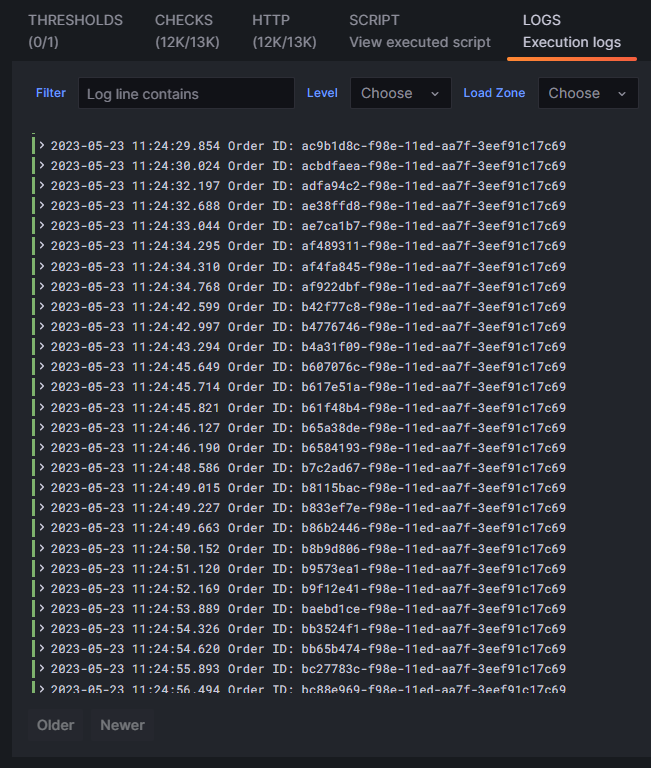 THRESHOLDS CHECKS HTTP SCRIPT LOGS
(0/1) (12K/13K) (12K/13K) View executed script Execution logs
Filter Log line contains Level Choose Load Zone Choose
2023-05-23 11:24:29.854 Order ID: ac9b1d8c-f98e-11ed-aa7f-3eef91c17c69
2023-05-23 11:24:30.024 Order ID: acbdfaea-f98e-11ed-aa7f-3eef91c17c69
2023-05-23 11:24:32.197 Order ID: adfa94c2-f98e-11ed-aa7f-3eef91c17c69
2023-05-23 11:24:32.688 Order ID: ae38ffd8-f98e-11ed-aa7f-3eef91c17c69
2023-05-23 11:24:33.044 Order ID: ae7ca1b7-f98e-11ed-aa7f-3eef91c17c69
2023-05-23 11:24:34.295 Order ID: af489311-f98e-11ed-aa7f-3eef91c17c69
2023-05-23 11:24:34.310 Order ID: af4fa845-f98e-11ed-aa7f-3eef91c17c69
2023-05-23 11:24:34.768 Order ID: af922dbf-f98e-11ed-aa7f-3eef91c17c69
2023-05-23 11:24:42.599 Order ID: b42f77c8-f98e-11ed-aa7f-3eef91c17c69
2023-05-23 11:24:42.997 Order ID: b4776746-f98e-11ed-aa7f-3eef91c17c69
2023-05-23 11:24:43.294 Order ID: b4a31f09-f98e-11ed-aa7f-3eef91c17c69
2023-05-23 11:24:45.649 Order ID: b607076c-f98e-11ed-aa7f-3eef91c17c69
2023-05-23 11:24:45.714 Order ID: b617e51a-f98e-11ed-aa7f-3eef91c17c69
2023-05-23 11:24:45.821 Order ID: b61f48b4-f98e-11ed-aa7f-3eef91c17c69
2023-05-23 11:24:46.127 Order ID: b65a38de-f98e-11ed-aa7f-3eef91c17c69
2023-05-23 11:24:46.190 Order ID: b6584193-f98e-11ed-aa7f-3eef91c17c69
2023-05-23 11:24:48.586 Order ID: b7c2ad67-f98e-11ed-aa7f-3eef91c17c69
2023-05-23 11:24:49.015 Order ID: b8115bac-f98e-11ed-aa7f-3eef91c17c69
2023-05-23 11:24:49.227 Order ID: b833ef7e-f98e-11ed-aa7f-3eef91c17c69
2023-05-23 11:24:49.663 Order ID: b86b2446-f98e-11ed-aa7f-3eef91c17c69
2023-05-23 11:24:50.152 Order ID: b8b9d806-f98e-11ed-aa7f-3eef91c17c69
2023-05-23 11:24:51.120 Order ID: b9573ea1-f98e-11ed-aa7f-3eef91c17c69
2023-05-23 11:24:52.169 Order ID: b9f12e41-f98e-11ed-aa7f-3eef91c17c69
2023-05-23 11:24:53.889 Order ID: baebd1ce-f98e-11ed-aa7f-3eef91c17c69
2023-05-23 11:24:54.326 Order ID: bb3524f1-f98e-11ed-aa7f-3eef91c17c69
2023-05-23 11:24:54.620 Order ID: bb65b474-f98e-11ed-aa7f-3eef91c17c69
2023-05-23 11:24:55.893 Order ID: bc27783c-f98e-11ed-aa7f-3eef91c17c69
2023-05-23 11:24:56.494 Order ID: bc88e969-f98e-11ed-aa7f-3eef91c17c69
Older Newer